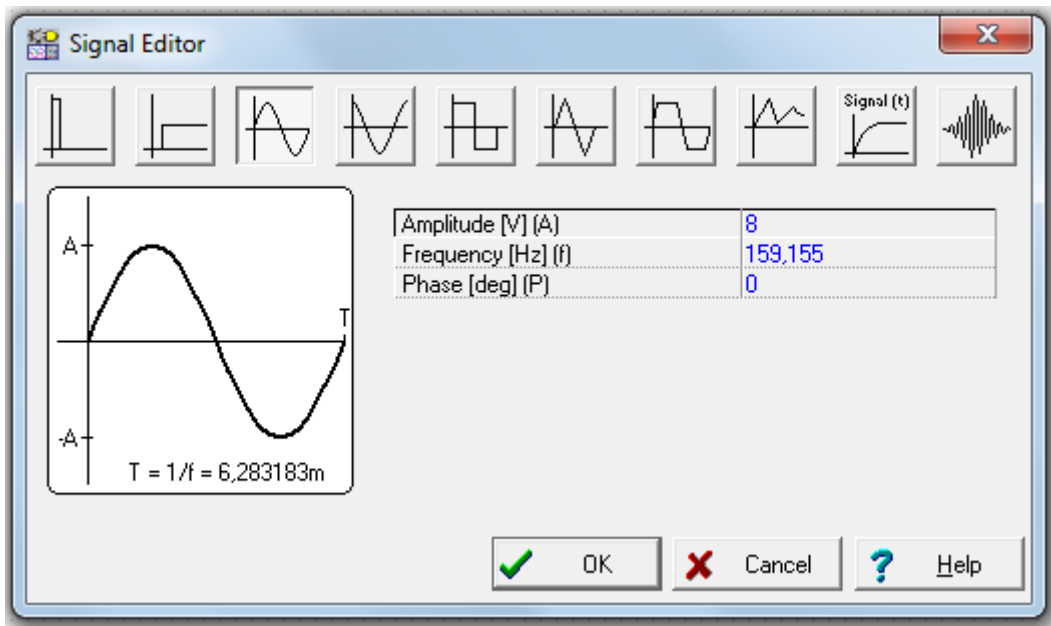 Signal Editor
Signal (t)
A
T
-A
T = 1/f = 6,283183m
Amplitude [V] (A) 8
Frequency [Hz] (f) 159,155
Phase [deg] (P) 0
OK Cancel Help